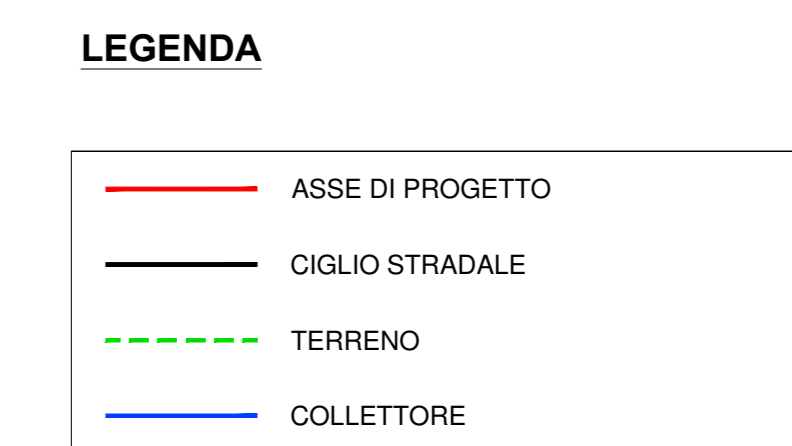 LEGENDA
ASSE DI PROGETTO
CIGLIO STRADALE
TERRENO
COLLETTORE